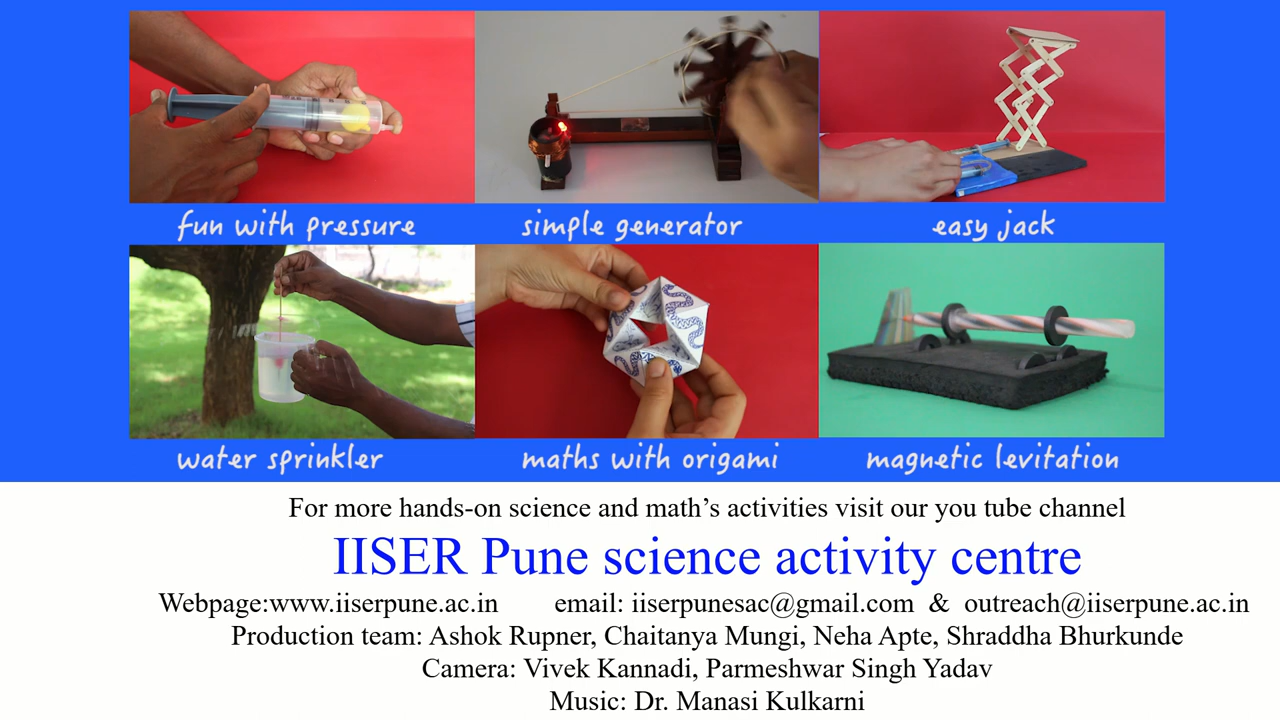 fun with pressure
simple generator
easy jack
water sprinkler
maths with origami
magnetic levitation
For more hands-on science and math’s activities visit our you tube channel
IISER Pune science activity centre
Webpage:www.iiserpune.ac.in email: iiserpunesac@gmail.com & outreach@iiserpune.ac.in
Production team: Ashok Rupner, Chaitanya Mungi, Neha Apte, Shraddha Bhurkunde
Camera: Vivek Kannadi, Parmeshwar Singh Yadav
Music: Dr. Manasi Kulkarni